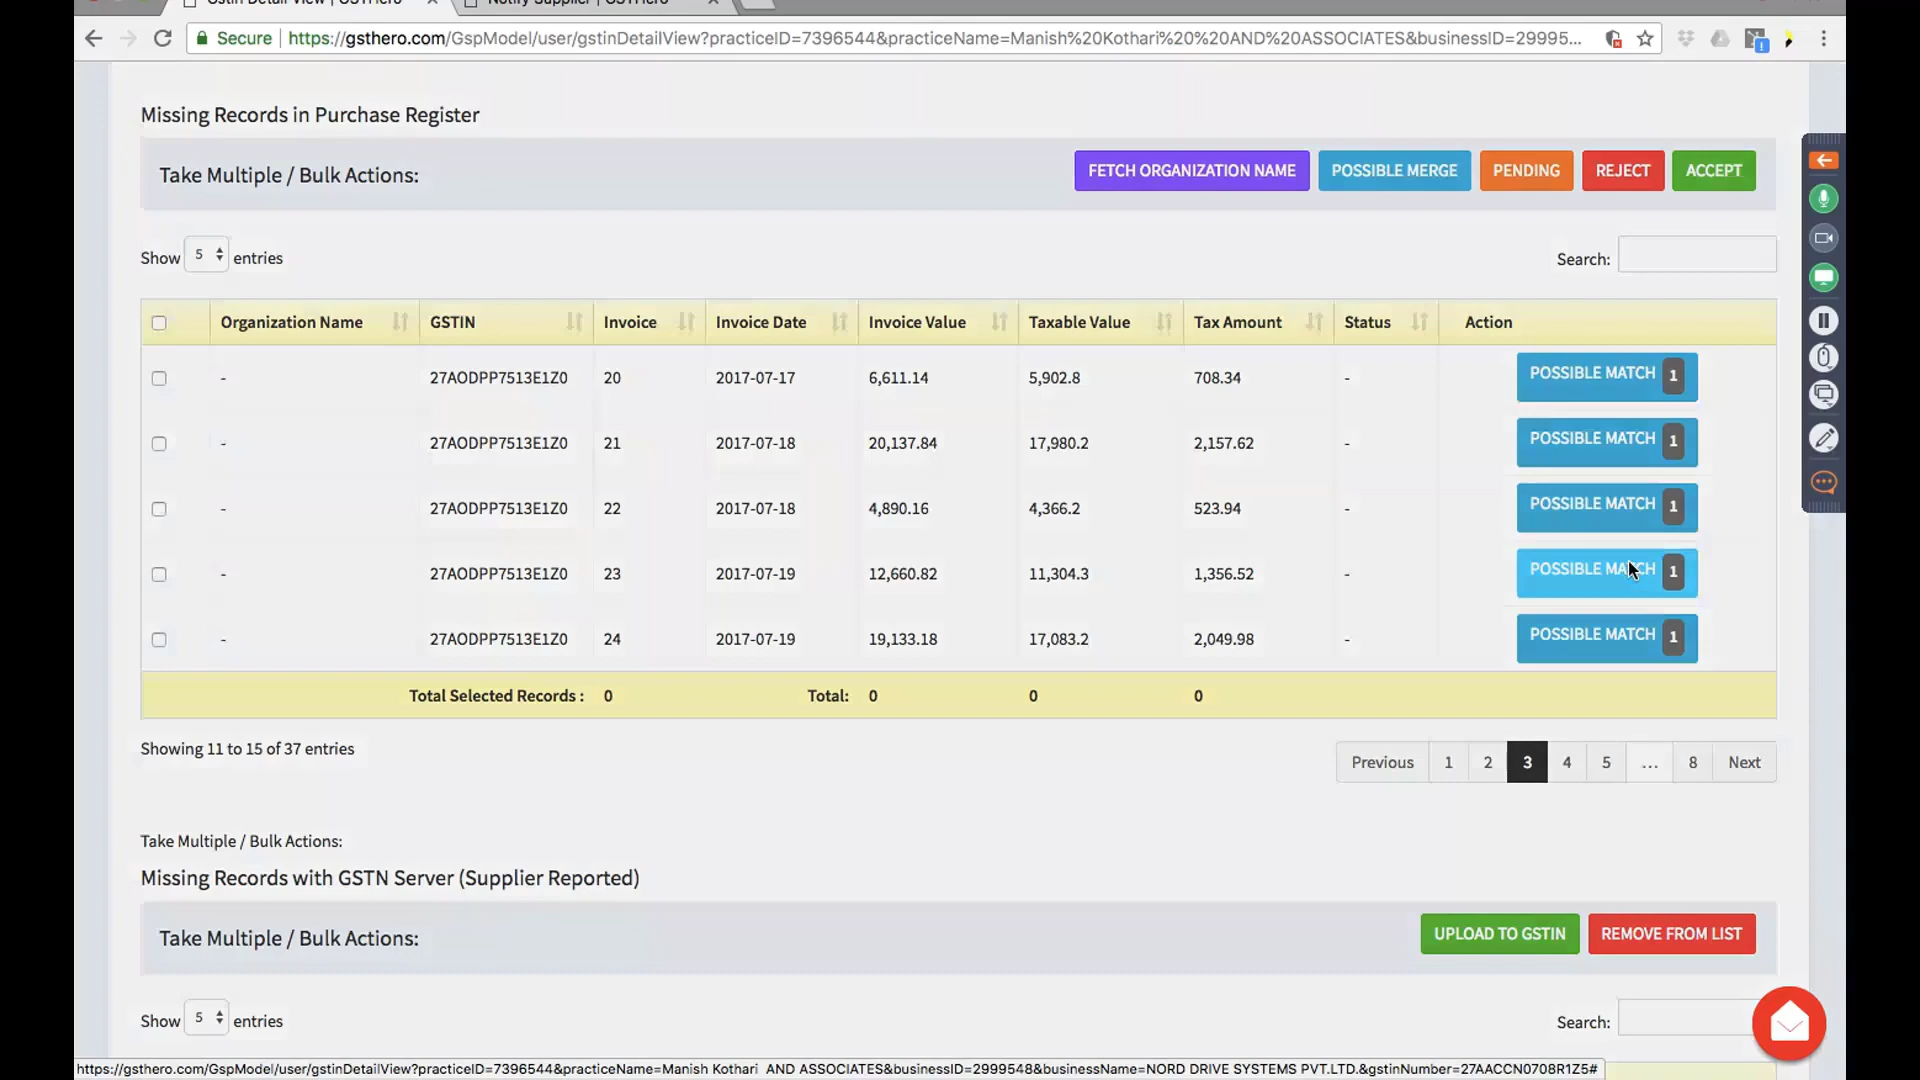 Gstin Detail View | GSTHero
Notify Supplier | GSTHero
Secure https://gsthero.com/GspModel/user/gstinDetailView?practiceID=7396544&practiceName=Manish%20Kothari%20%20AND%20ASSOCIATES&businessID=29995...
Missing Records in Purchase Register
Take Multiple / Bulk Actions:
FETCH ORGANIZATION NAME POSSIBLE MERGE PENDING REJECT ACCEPT
Show 5 entries Search:
Organization Name GSTIN Invoice Invoice Date Invoice Value Taxable Value Tax Amount Status Action
- 27AODPP7513E1Z0 20 2017-07-17 6,611.14 5,902.8 708.34 - POSSIBLE MATCH 1
- 27AODPP7513E1Z0 21 2017-07-18 20,137.84 17,980.2 2,157.62 - POSSIBLE MATCH 1
- 27AODPP7513E1Z0 22 2017-07-18 4,890.16 4,366.2 523.94 - POSSIBLE MATCH 1
- 27AODPP7513E1Z0 23 2017-07-19 12,660.82 11,304.3 1,356.52 - POSSIBLE MATCH 1
- 27AODPP7513E1Z0 24 2017-07-19 19,133.18 17,083.2 2,049.98 - POSSIBLE MATCH 1
Total Selected Records : 0 Total: 0 0 0
Showing 11 to 15 of 37 entries
Previous 1 2 3 4 5 ... 8 Next
Take Multiple / Bulk Actions:
Missing Records with GSTN Server (Supplier Reported)
Take Multiple / Bulk Actions:
UPLOAD TO GSTIN REMOVE FROM LIST
Show 5 entries Search:
https://gsthero.com/GspModel/user/gstinDetailView?practiceID=7396544&practiceName=Manish Kothari  AND ASSOCIATES&businessID=2999548&businessName=NORD DRIVE SYSTEMS PVT.LTD.&gstinNumber=27AACCN0708R1Z5#